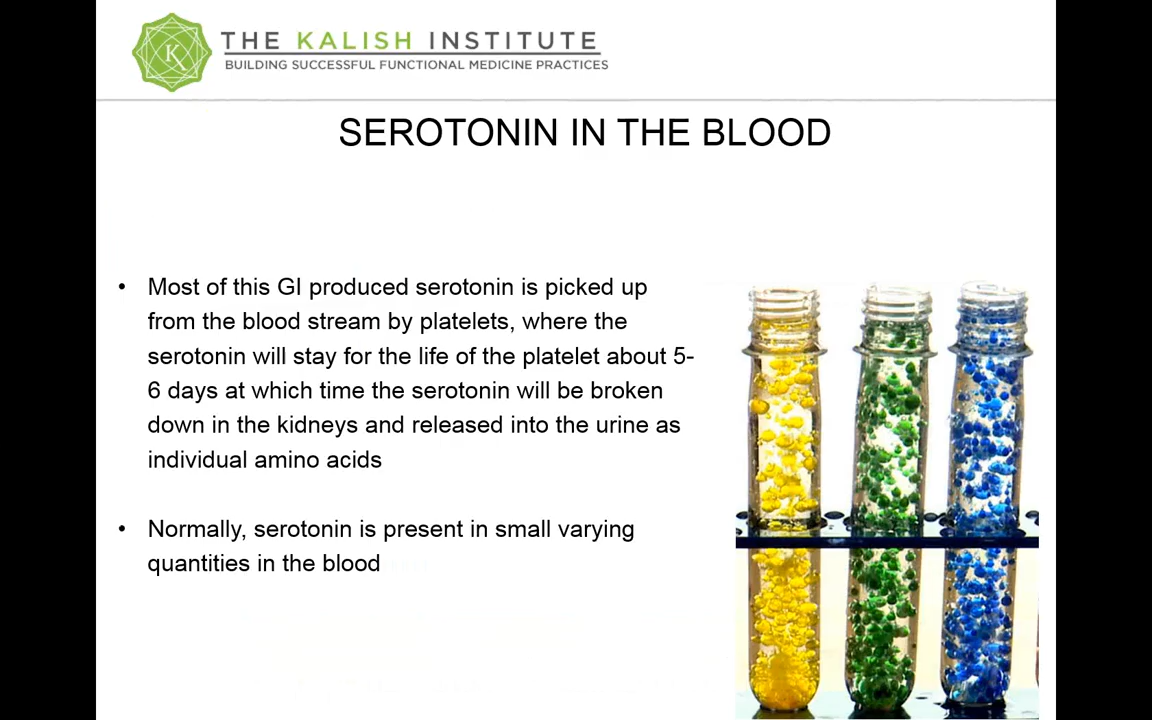 THE KALISH INSTITUTE
BUILDING SUCCESSFUL FUNCTIONAL MEDICINE PRACTICES
SEROTONIN IN THE BLOOD
• Most of this GI produced serotonin is picked up
from the blood stream by platelets, where the
serotonin will stay for the life of the platelet about 5-
6 days at which time the serotonin will be broken
down in the kidneys and released into the urine as
individual amino acids
• Normally, serotonin is present in small varying
quantities in the blood